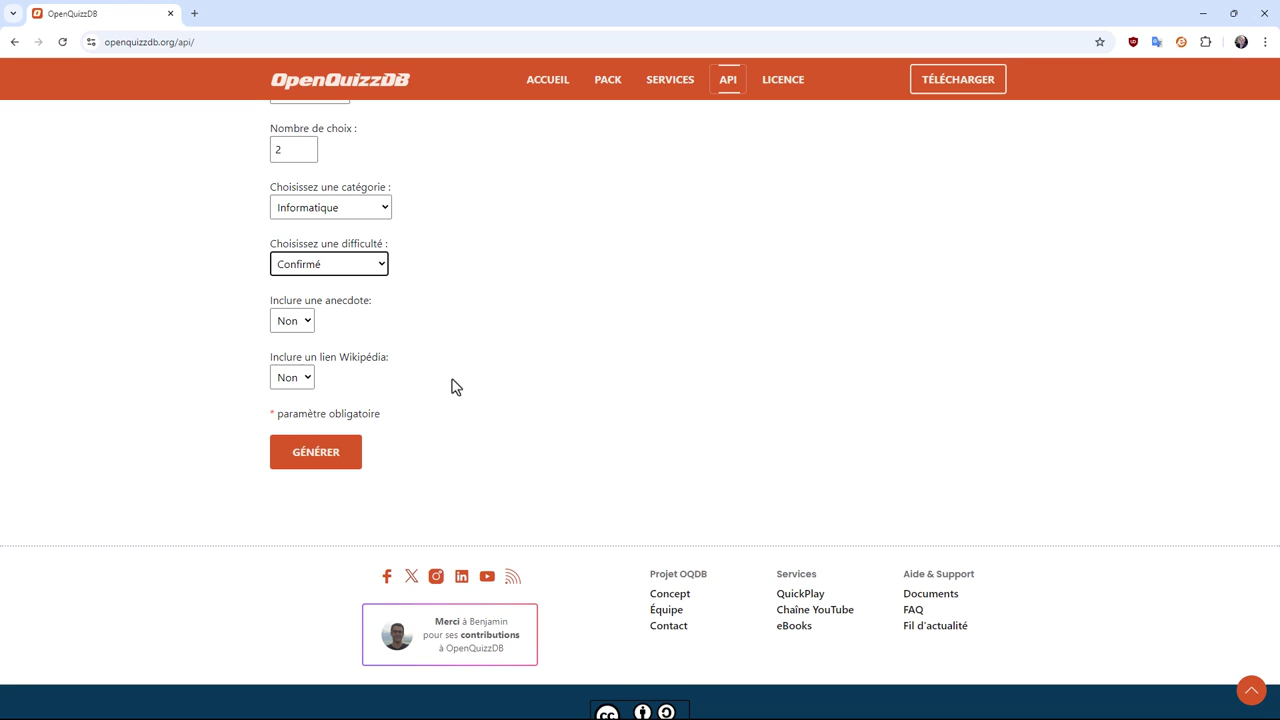 OpenQuizzDB
openquizzdb.org/api/
OpenQuizzDB
ACCUEIL
PACK
SERVICES
API
LICENCE
TÉLÉCHARGER
Nombre de choix :
2
Choisissez une catégorie :
Informatique
Choisissez une difficulté :
Confirmé
Inclure une anecdote:
Non
Inclure un lien Wikipédia:
Non
* paramètre obligatoire
GÉNÉRER
Merci à Benjamin
pour ses contributions
à OpenQuizzDB
Projet OQDB
Concept
Équipe
Contact
Services
QuickPlay
Chaîne YouTube
eBooks
Aide & Support
Documents
FAQ
Fil d'actualité